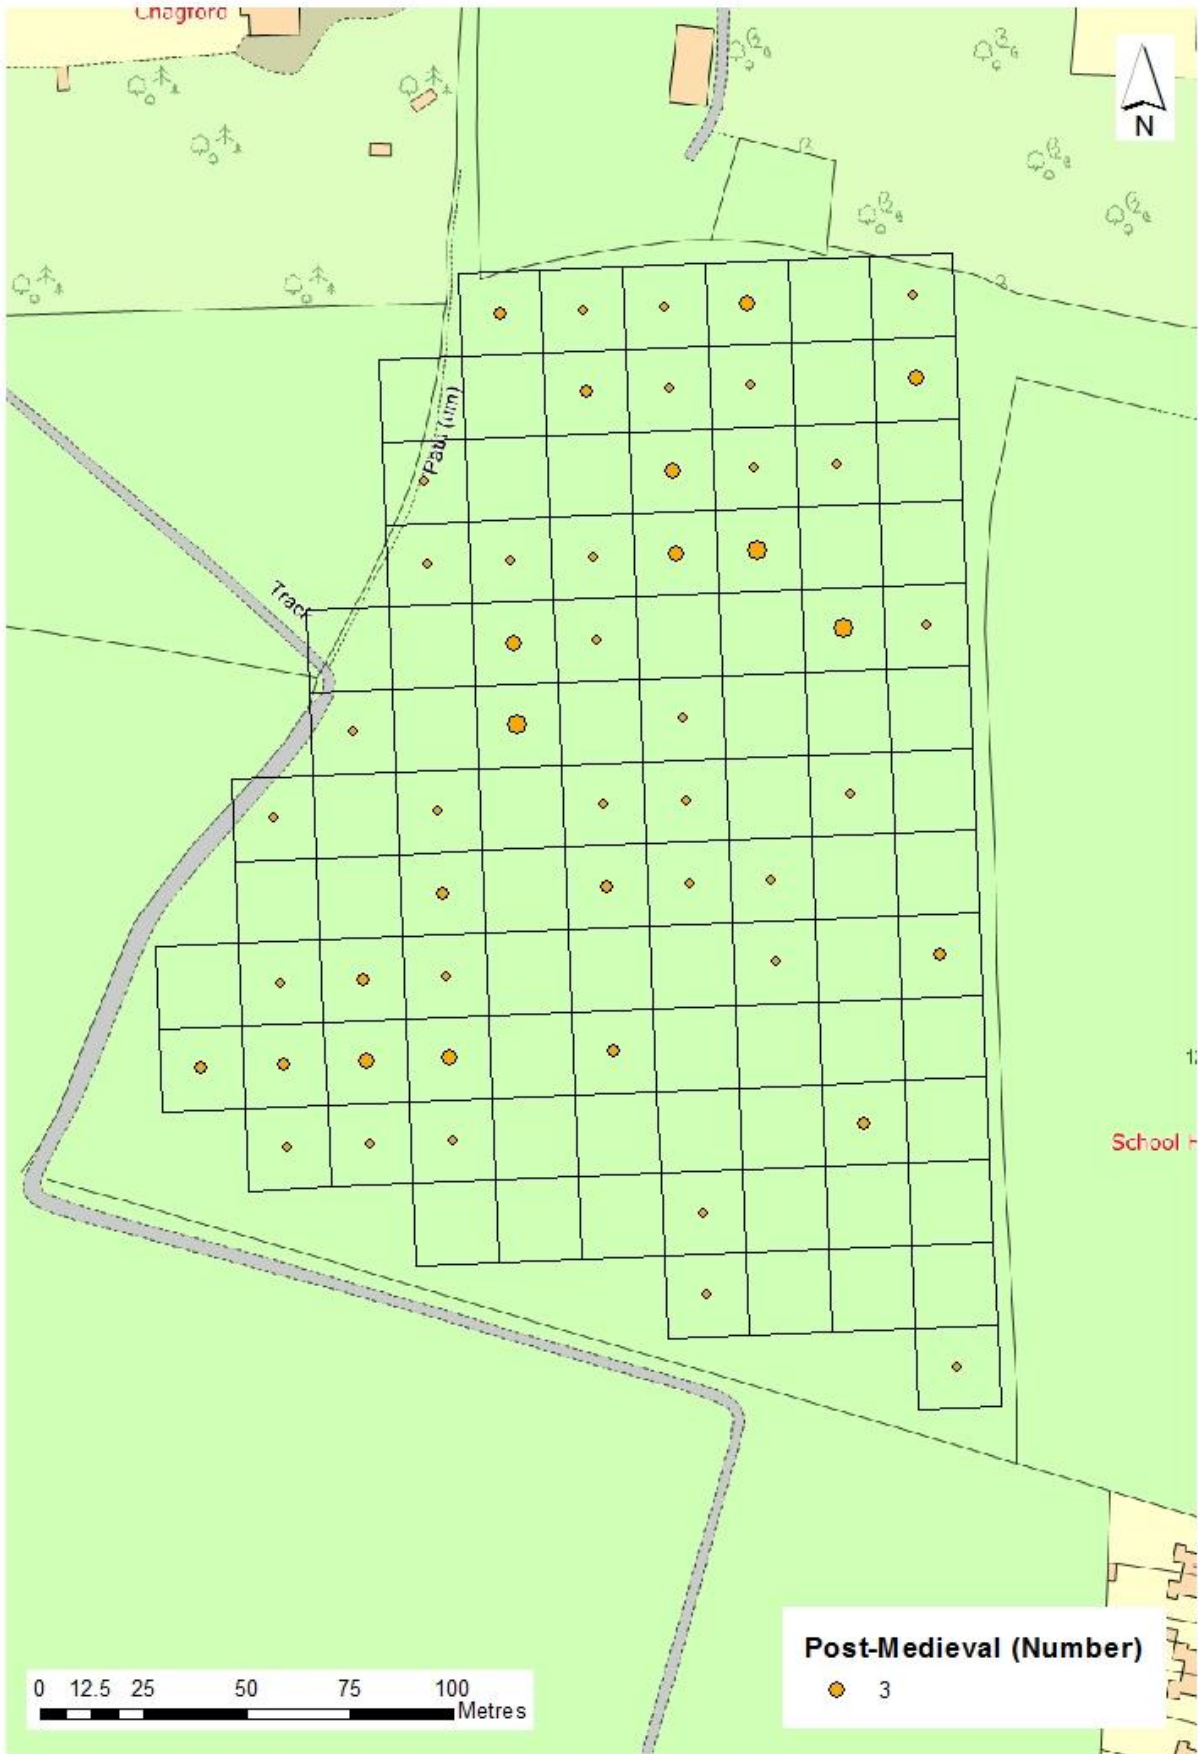 Chagford
N
Path (um)
Track
School H
Post-Medieval (Number)
3
0 12.5 25 50 75 100
Metres